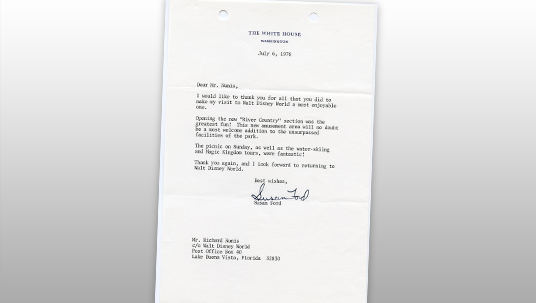 THE WHITE HOUSE
WASHINGTON
July 6, 1976
Dear Mr. Nunis,
I would like to thank you for all that you did to
make my visit to Walt Disney World a most enjoyable
one.
Opening the new "River Country" section was the
greatest fun! This new amusement area will no doubt
be a most welcome addition to the unsurpassed
facilities of the park.
The picnic on Sunday, as well as the water-skiing
and Magic Kingdom tours, were fantastic!
Thank you again, and I look forward to returning to
Walt Disney World.
Best wishes,
Susan Ford
Susan Ford
Mr. Richard Nunis
c/o Walt Disney World
Post Office Box 40
Lake Buena Vista, Florida 32830